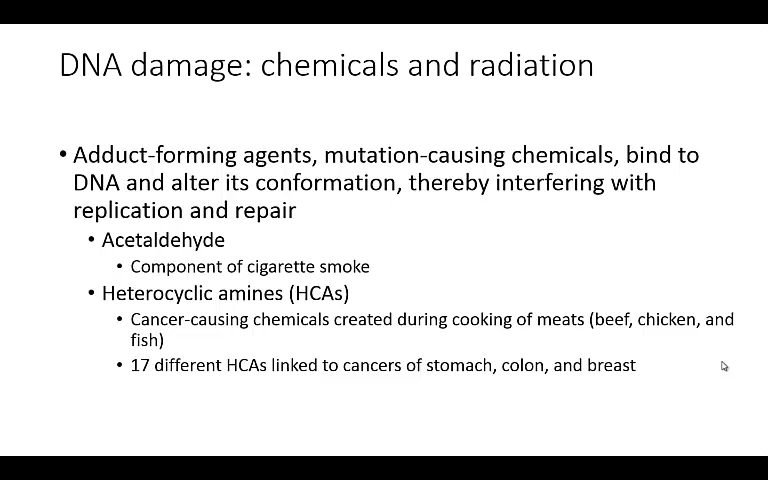 DNA damage: chemicals and radiation
• Adduct-forming agents, mutation-causing chemicals, bind to
DNA and alter its conformation, thereby interfering with
replication and repair
• Acetaldehyde
• Component of cigarette smoke
• Heterocyclic amines (HCAs)
• Cancer-causing chemicals created during cooking of meats (beef, chicken, and
fish)
• 17 different HCAs linked to cancers of stomach, colon, and breast